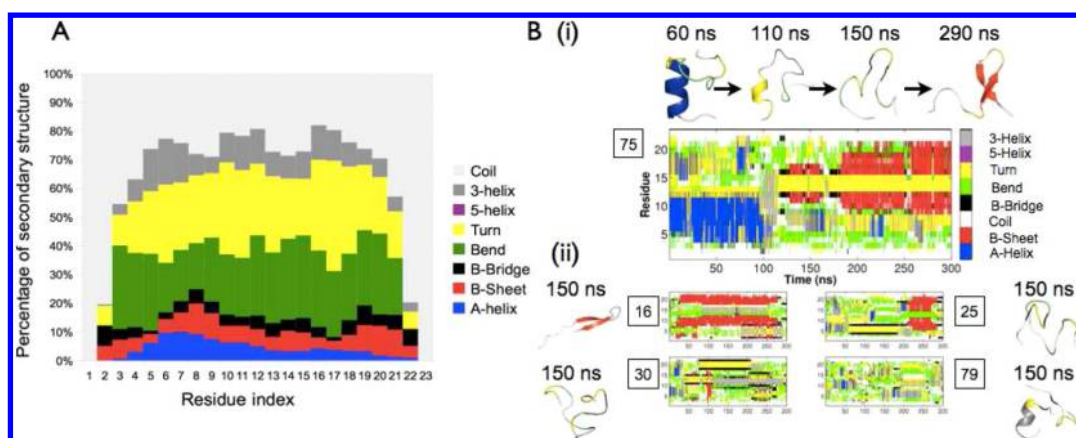 A
B (i)
60 ns 110 ns 150 ns 290 ns
100%
90%
80%
70%
60%
50%
40%
30%
20%
10%
0%
Percentage of secondary structure
1 2 3 4 5 6 7 8 9 10 11 12 13 14 15 16 17 18 19 20 21 22 23
Residue index
Coil
3-helix
5-helix
Turn
Bend
B-Bridge
B-Sheet
A-helix
75
Residue
20
15
10
5
50 100 150 200 250 300
Time (ns)
3-Helix
5-Helix
Turn
Bend
B-Bridge
Coil
B-Sheet
A-Helix
(ii)
150 ns
16
25
150 ns
150 ns
30
79
150 ns